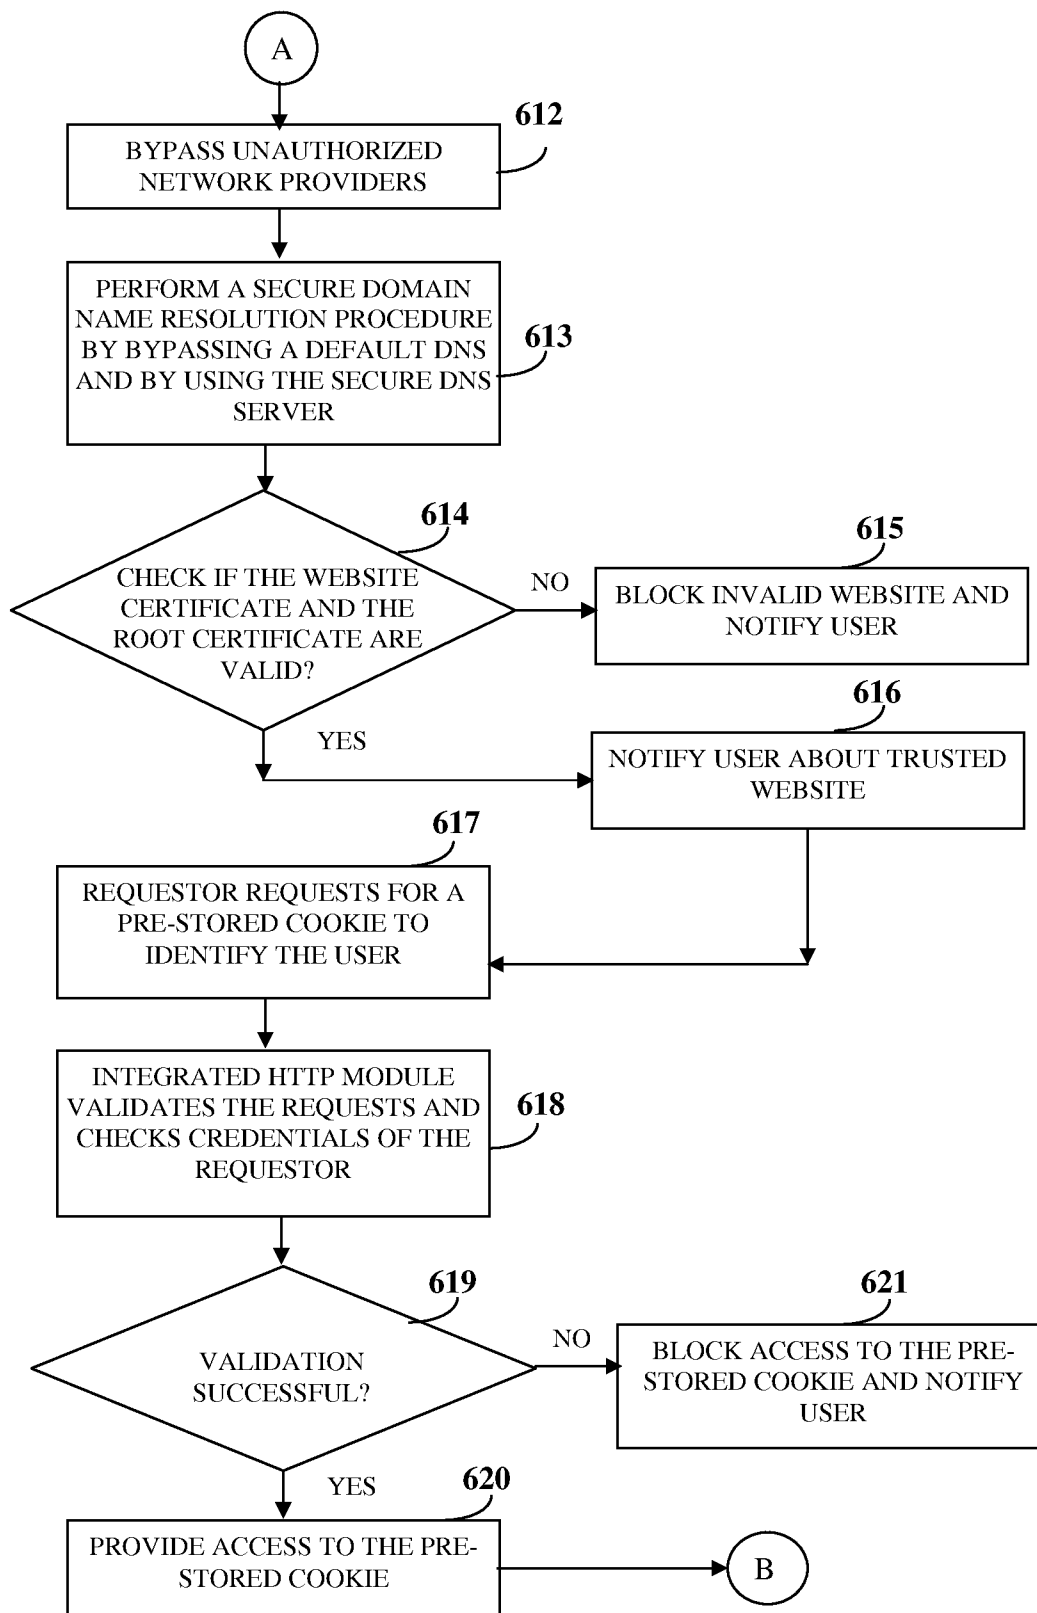 A
612
BYPASS UNAUTHORIZED
NETWORK PROVIDERS
PERFORM A SECURE DOMAIN
NAME RESOLUTION PROCEDURE
BY BYPASSING A DEFAULT DNS
AND BY USING THE SECURE DNS
SERVER
613
614
CHECK IF THE WEBSITE
CERTIFICATE AND THE
ROOT CERTIFICATE ARE
VALID?
NO
615
BLOCK INVALID WEBSITE AND
NOTIFY USER
YES
616
NOTIFY USER ABOUT TRUSTED
WEBSITE
617
REQUESTOR REQUESTS FOR A
PRE-STORED COOKIE TO
IDENTIFY THE USER
INTEGRATED HTTP MODULE
VALIDATES THE REQUESTS AND
CHECKS CREDENTIALS OF THE
REQUESTOR
618
619
VALIDATION
SUCCESSFUL?
NO
621
BLOCK ACCESS TO THE PRE-
STORED COOKIE AND NOTIFY
USER
YES
620
PROVIDE ACCESS TO THE PRE-
STORED COOKIE
B